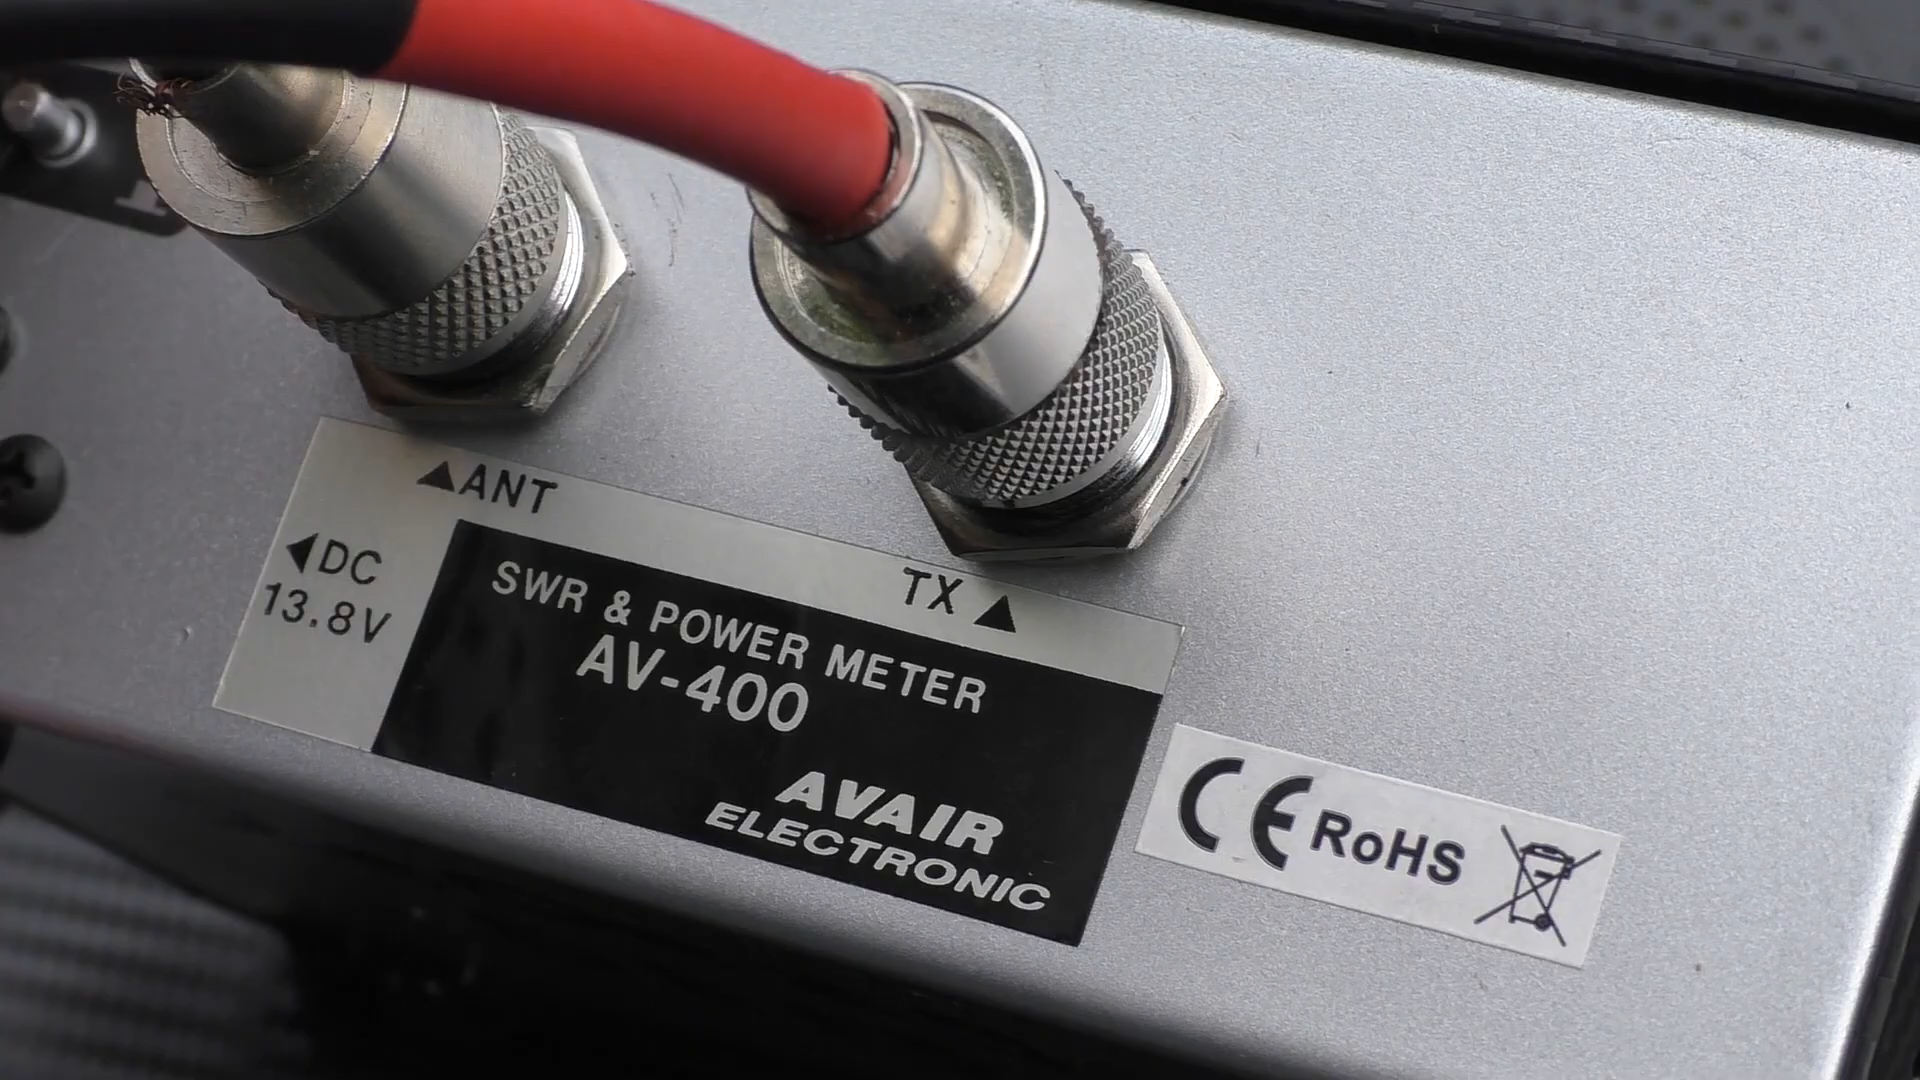 ▲ANT
◀DC
13.8V
TX▲
SWR & POWER METER
AV-400
AVAIR
ELECTRONIC
CE RoHS